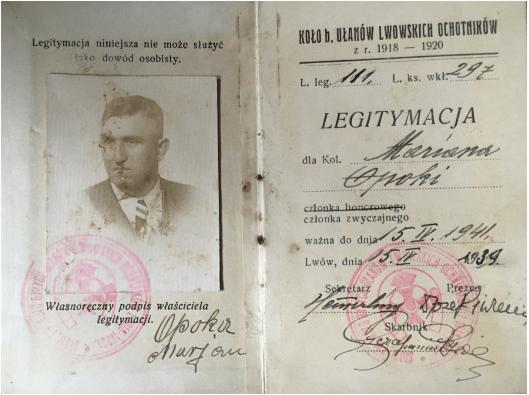 Legitymacja niniejsza nie może służyć
jako dowód osobisty.
Własnoręczny podpis właściciela
legitymacji.
Opoka
Marjan
KOŁO b. UŁANÓW LWOWSKICH OCHOTNIKÓW
z r. 1918 — 1920
L. leg. 111. L. ks. wkł. 297
LEGITYMACJA
dla Kol. Mariana
Opoki
członka honorowego
członka zwyczajnego
ważna do dnia 15 IV. 1941.
Lwów, dnia 15. IV 1939.
Sekretarz Prezes
Skarbnik